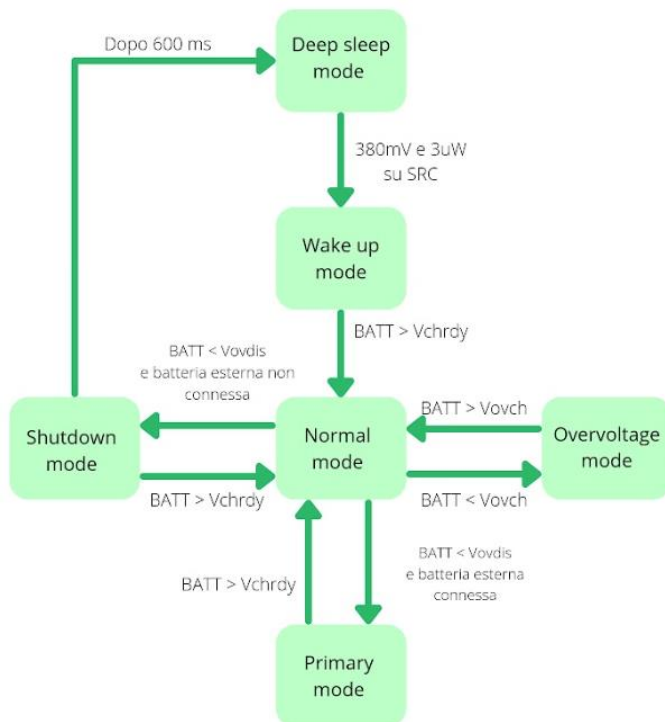 Dopo 600 ms
Deep sleep
mode
380mV e 3uW
su SRC
Wake up
mode
BATT > Vchrdy
BATT < Vovdis
e batteria esterna non
connessa
BATT > Vovch
Shutdown
mode
Normal
mode
Overvoltage
mode
BATT > Vchrdy
BATT < Vovch
BATT < Vovdis
e batteria esterna
connessa
BATT > Vchrdy
Primary
mode